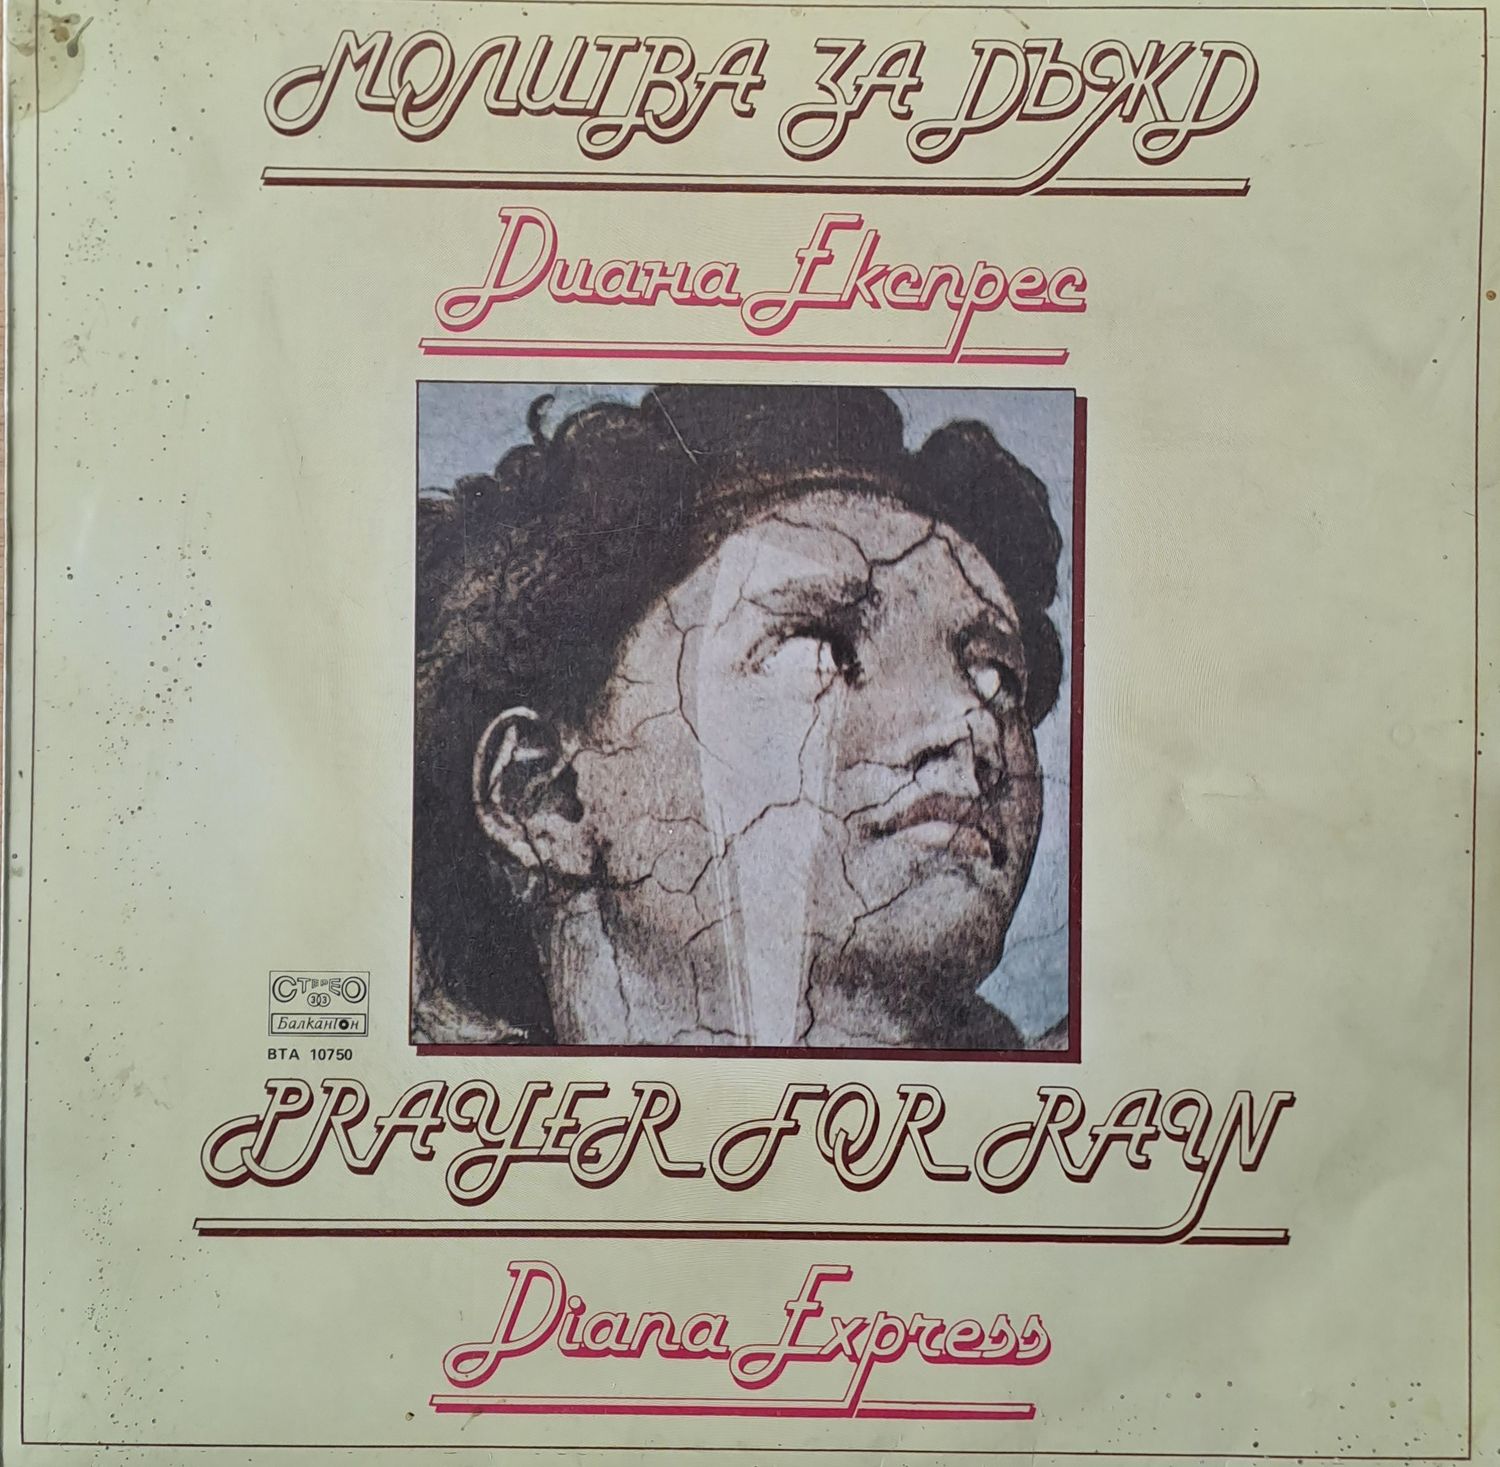 МОЛИТВА ЗА ДЪЖД
Диана Експрес
СТЕРЕО
33
Балкантон
ВТА 10750
PRAYER FOR RAIN
Diana Express